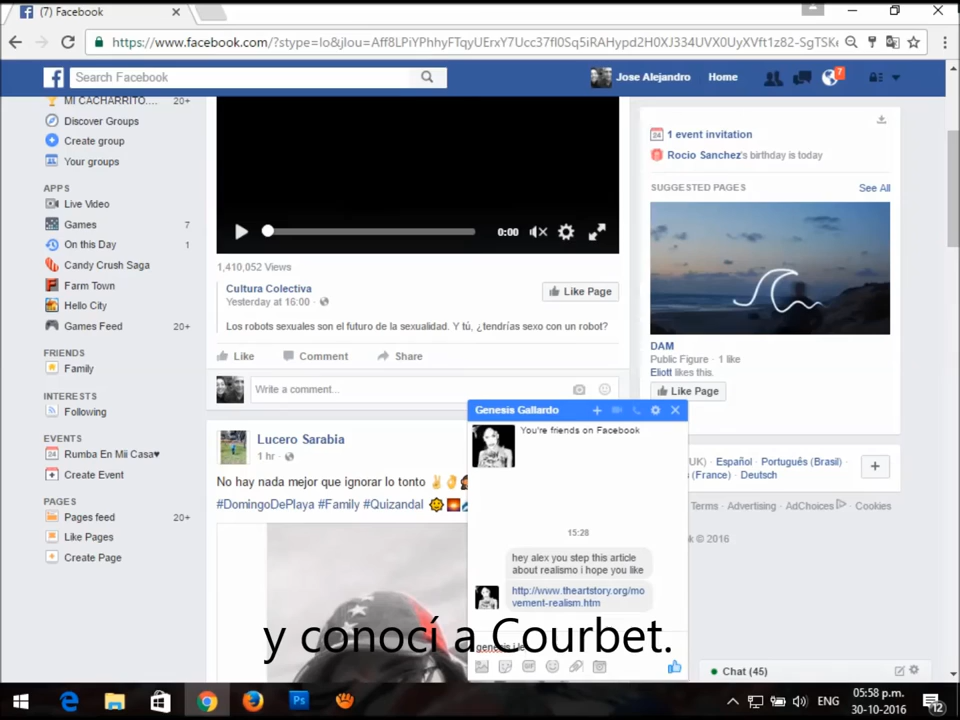 (7) Facebook
https://www.facebook.com/?stype=lo&jlou=Aff8LPiYPhhyFTqyUErxY7Ucc37fl0Sq5iRAHypd2H0XJ334UVX0UyXVft1z82-SgTSKe
Search Facebook
Jose Alejandro
Home
7
MI CACHARRITO.... 20+
Discover Groups
Create group
Your groups
APPS
Live Video
Games 7
On this Day 1
Candy Crush Saga
Farm Town
Hello City
Games Feed 20+
FRIENDS
Family
INTERESTS
Following
EVENTS
Rumba En Mii Casa♥
Create Event
PAGES
Pages feed 20+
Like Pages
Create Page
0:00
1,410,052 Views
Cultura Colectiva
Yesterday at 16:00 ·
Like Page
Los robots sexuales son el futuro de la sexualidad. Y tú, ¿tendrías sexo con un robot?
Like Comment Share
Write a comment...
Lucero Sarabia
1 hr ·
No hay nada mejor que ignorar lo tonto
#DomingoDePlaya #Family #Quizandal
1 event invitation
Rocio Sanchez's birthday is today
SUGGESTED PAGES See All
DAM
Public Figure · 1 like
Eliott likes this.
Like Page
UK) · Español · Português (Brasil) ·
(France) · Deutsch
Terms · Advertising · AdChoices · Cookies
k © 2016
Genesis Gallardo
You're friends on Facebook
15:28
hey alex you step this article
about realismo i hope you like
http://www.theartstory.org/mo
vement-realism.htm
y conocí a Courbet.
Chat (45)
ENG
05:58 p.m.
30-10-2016
12